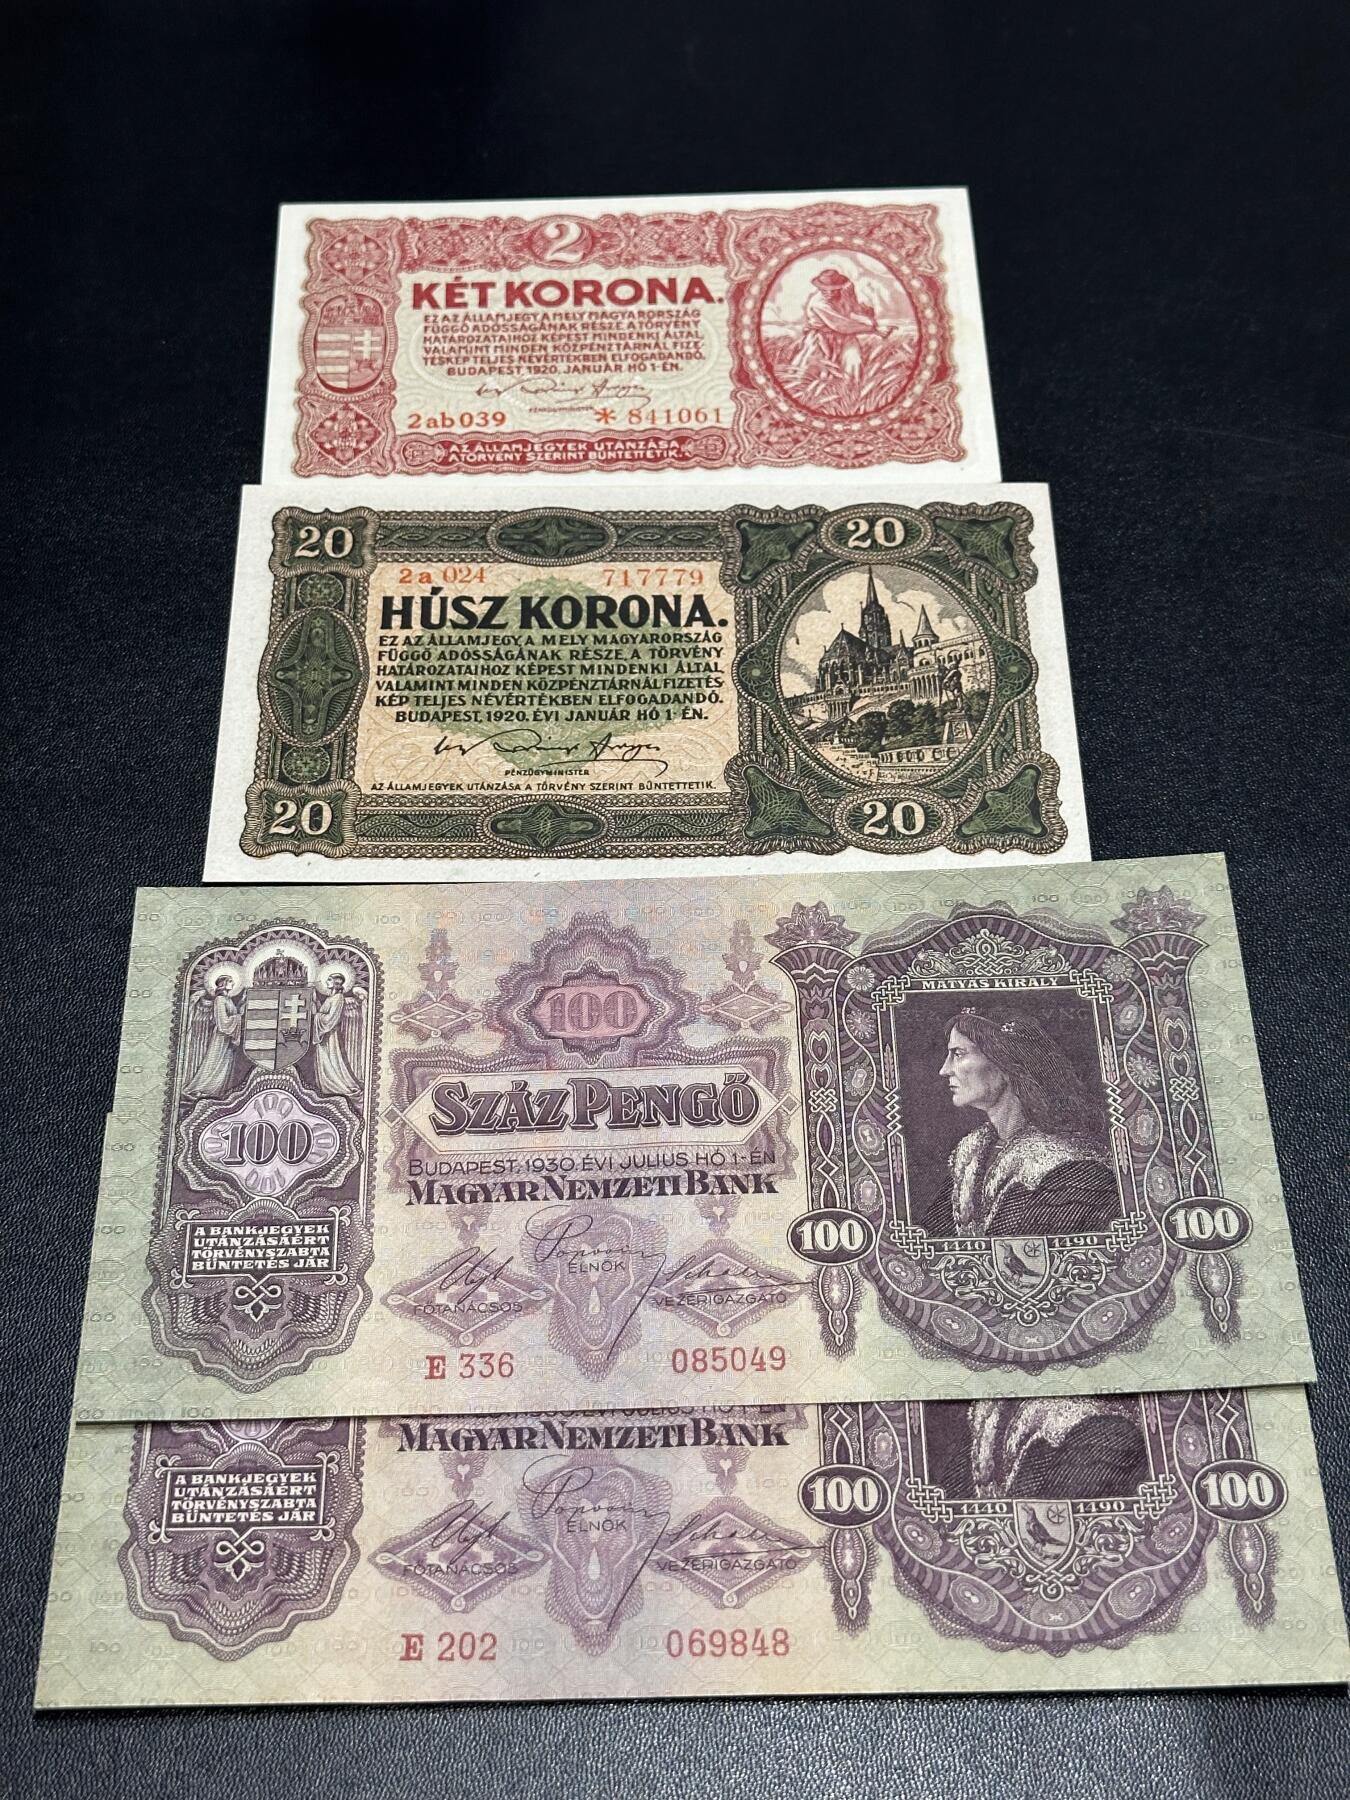 2
KÉT KORONA.
EZ AZ ÁLLAMJEGY A MELY MAGYARORSZÁG
FÜGGŐ ADÓSSÁGÁNAK RÉSZE, A TÖRVÉNY
HATÁROZATAIHOZ KÉPEST MINDENKI ÁLTAL,
VALAMINT MINDEN KÖZPÉNZTÁRNÁL FIZE-
TÉSKÉP TELJES NÉVÉRTÉKBEN ELFOGADANDÓ.
BUDAPEST, 1920. JANUÁR HÓ 1-ÉN.
PÉNZÜGYMINISTER
2ab039 * 841061
AZ ÁLLAMJEGYEK UTÁNZÁSA
A TÖRVÉNY SZERINT BÜNTETTETIK.
20 20
2a 024 717779
HÚSZ KORONA.
EZ AZ ÁLLAMJEGY, A MELY MAGYARORSZÁG
FÜGGŐ ADÓSSÁGÁNAK RÉSZE, A TÖRVÉNY
HATÁROZATAIHOZ KÉPEST MINDENKI ÁLTAL,
VALAMINT MINDEN KÖZPÉNZTÁRNÁL FIZETÉS-
KÉP TELJES NÉVÉRTÉKBEN ELFOGADANDÓ.
BUDAPEST, 1920. ÉVI JANUÁR HÓ 1-ÉN.
PÉNZÜGYMINISTER
AZ ÁLLAMJEGYEK UTÁNZÁSA A TÖRVÉNY SZERINT BÜNTETTETIK.
20 20
100
MÁTYÁS KIRÁLY
SZÁZ PENGŐ
100
BUDAPEST, 1930. ÉVI JULIUS HÓ 1-ÉN
MAGYAR NEMZETI BANK
A BANKJEGYEK
UTÁNZÁSÁÉRT
TÖRVÉNYSZABTA
BÜNTETÉS JÁR
100 100
1440 1490
ELNÖK
FŐTANÁCSOS VEZÉRIGAZGATÓ
E 336 085049
MAGYAR NEMZETI BANK
A BANKJEGYEK
UTÁNZÁSÁÉRT
TÖRVÉNYSZABTA
BÜNTETÉS JÁR
100 100
1440 1490
ELNÖK
FŐTANÁCSOS VEZÉRIGAZGATÓ
E 202 069848